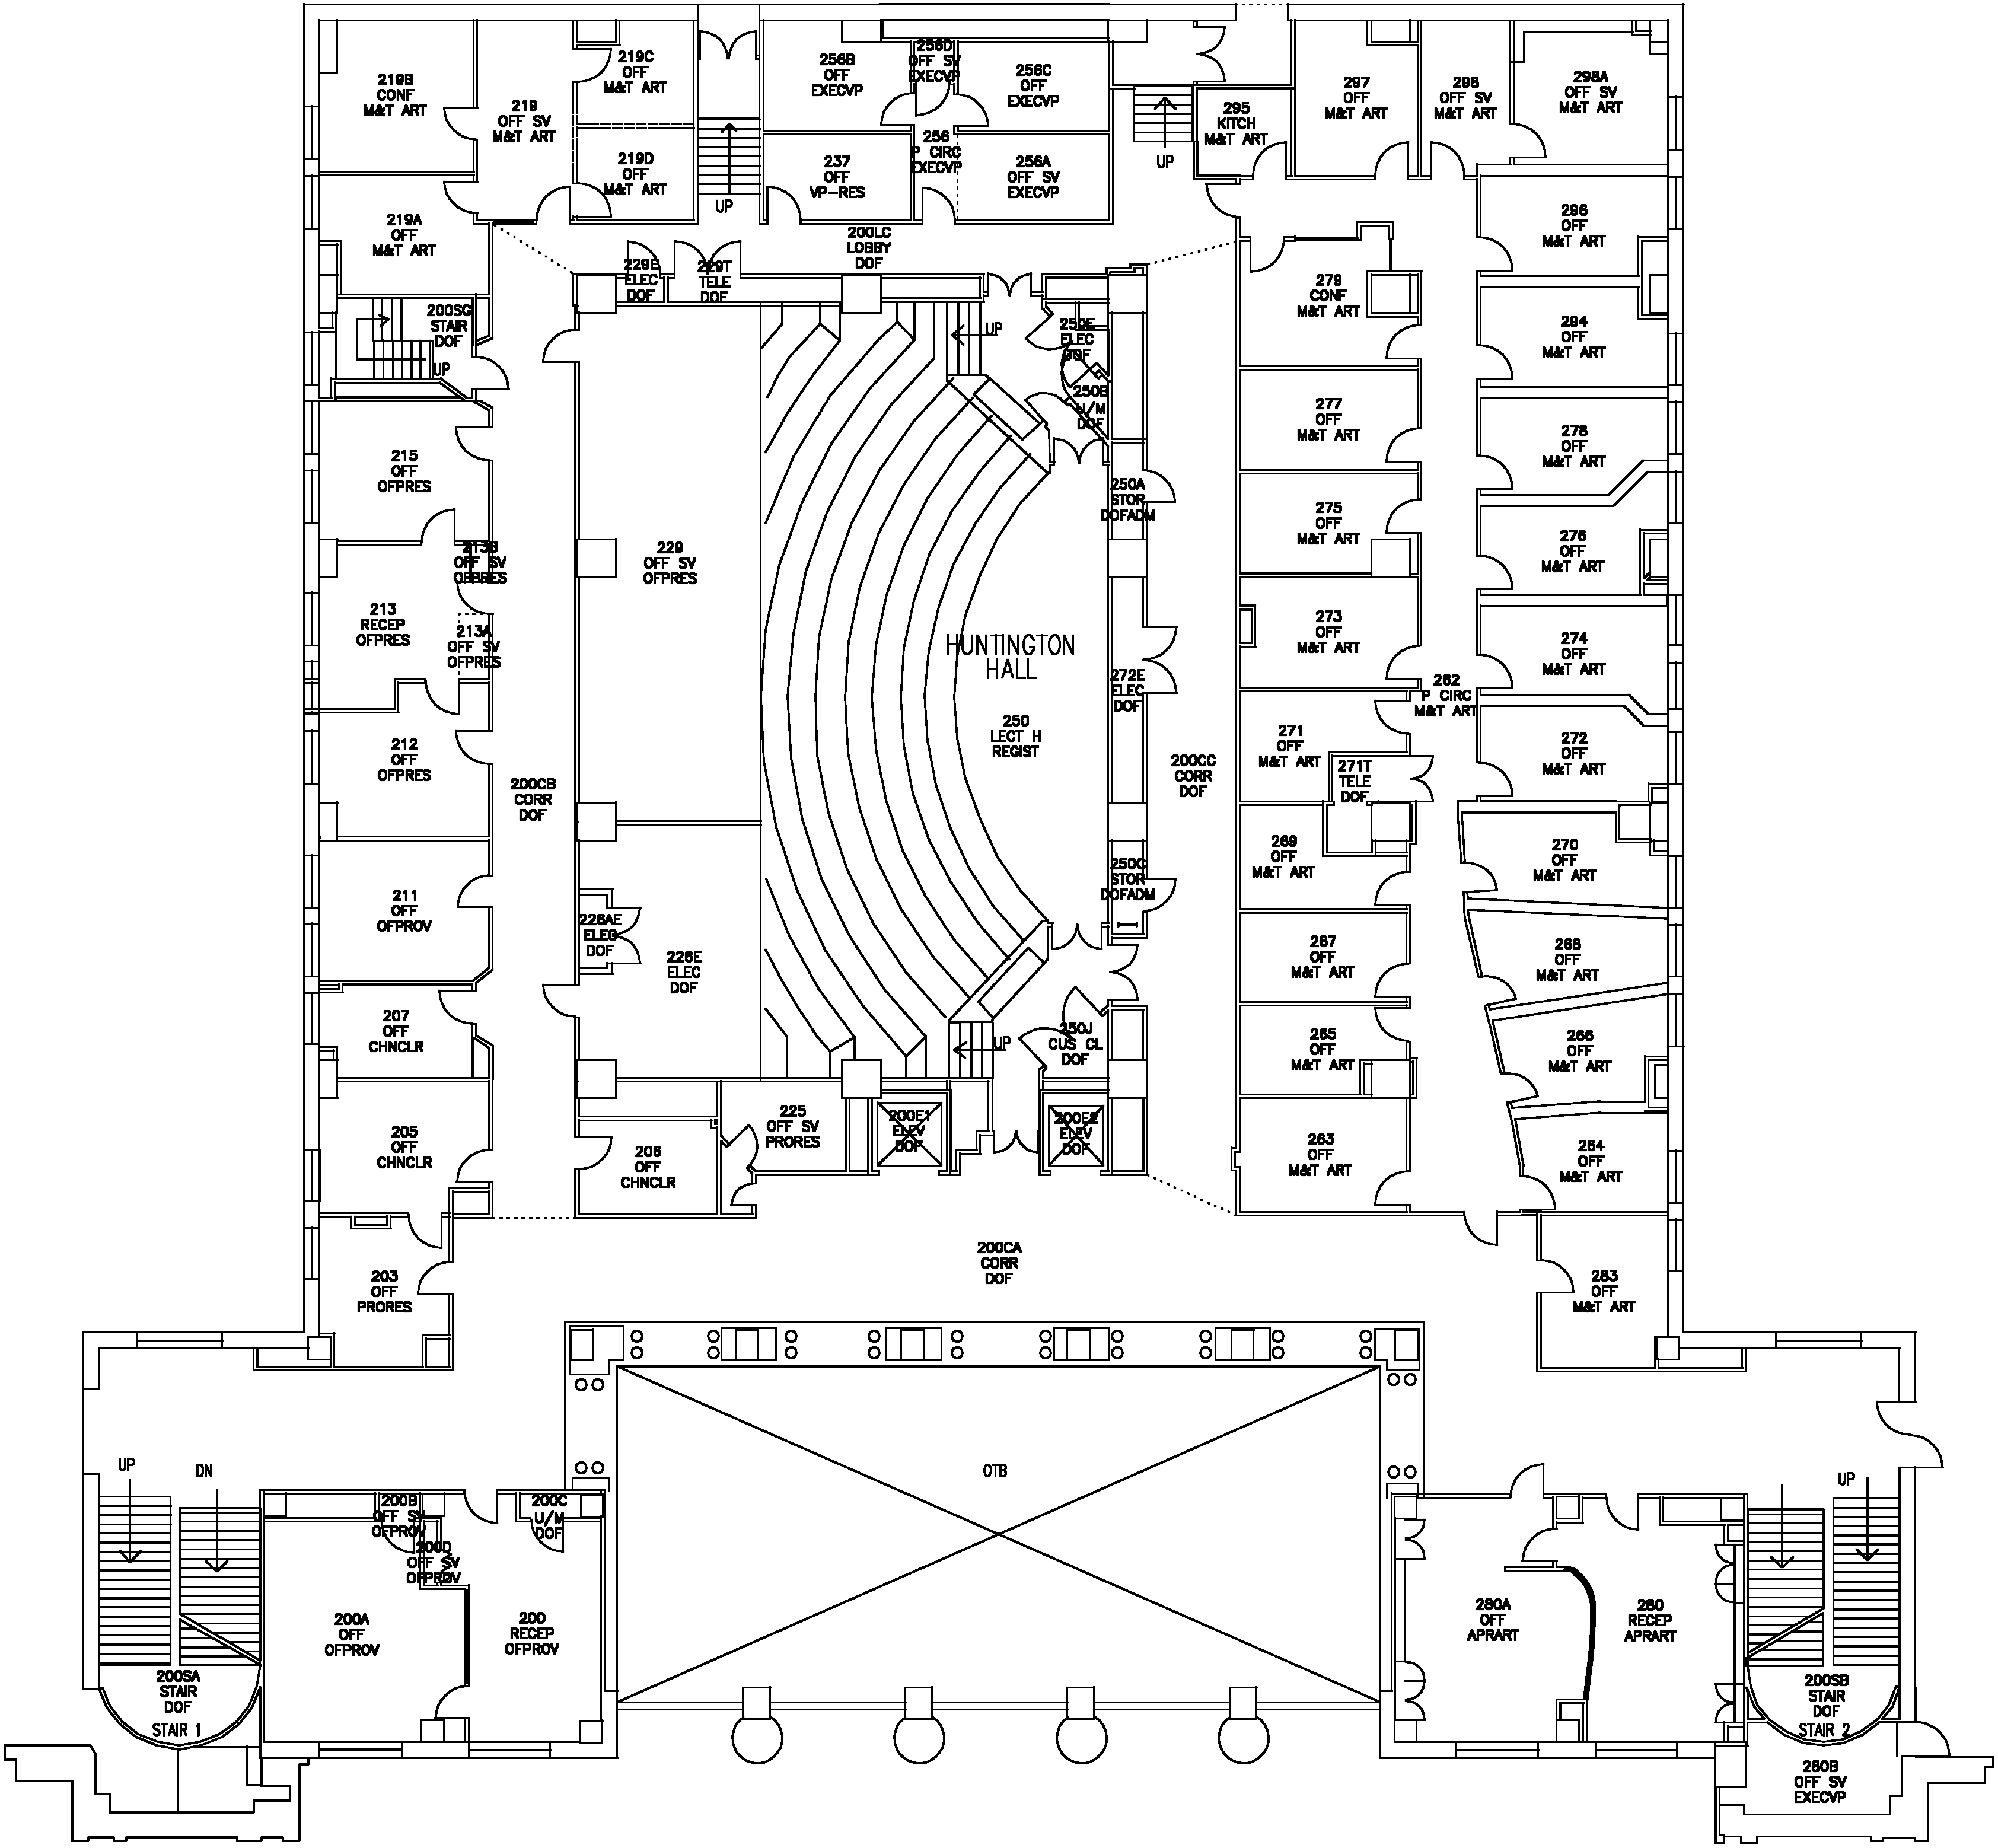 219B
CONF
M&T ART
219
OFF SV
M&T ART
219C
OFF
M&T ART
219D
OFF
M&T ART
219A
OFF
M&T ART
UP
256B
OFF
EXECVP
256D
OFF SV
EXECVP
256C
OFF
EXECVP
256
P CIRC
EXECVP
237
OFF
VP-RES
256A
OFF SV
EXECVP
UP
295
KITCH
M&T ART
297
OFF
M&T ART
298
OFF SV
M&T ART
298A
OFF SV
M&T ART
296
OFF
M&T ART
200LC
LOBBY
DOF
229E
ELEC
DOF
229T
TELE
DOF
200SG
STAIR
DOF
UP
UP
250E
ELEC
DOF
250B
U/M
DOF
279
CONF
M&T ART
294
OFF
M&T ART
277
OFF
M&T ART
278
OFF
M&T ART
215
OFF
OFPRES
250A
STOR
DOFADM
275
OFF
M&T ART
276
OFF
M&T ART
213B
OFF SV
OFPRES
229
OFF SV
OFPRES
213
RECEP
OFPRES
213A
OFF SV
OFPRES
HUNTINGTON
HALL
273
OFF
M&T ART
274
OFF
M&T ART
272E
ELEC
DOF
262
P CIRC
M&T ART
250
LECT H
REGIST
212
OFF
OFPRES
271
OFF
M&T ART
272
OFF
M&T ART
200CB
CORR
DOF
200CC
CORR
DOF
271T
TELE
DOF
269
OFF
M&T ART
270
OFF
M&T ART
211
OFF
OFPROV
250C
STOR
DOFADM
226AE
ELEC
DOF
226E
ELEC
DOF
267
OFF
M&T ART
268
OFF
M&T ART
207
OFF
CHNCLR
UP
250J
CUS CL
DOF
265
OFF
M&T ART
266
OFF
M&T ART
205
OFF
CHNCLR
206
OFF
CHNCLR
225
OFF SV
PRORES
200E1
ELEV
DOF
200E2
ELEV
DOF
263
OFF
M&T ART
264
OFF
M&T ART
203
OFF
PRORES
200CA
CORR
DOF
283
OFF
M&T ART
UP
DN
OTB
UP
200B
OFF SV
OFPROV
200C
U/M
DOF
200D
OFF SV
OFPROV
200A
OFF
OFPROV
200
RECEP
OFPROV
280A
OFF
APRART
280
RECEP
APRART
200SA
STAIR
DOF
STAIR 1
200SB
STAIR
DOF
STAIR 2
280B
OFF SV
EXECVP